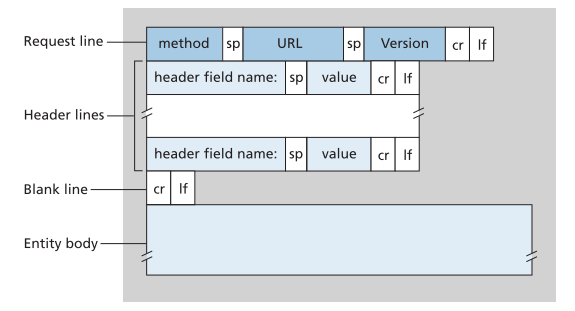 Request line method sp URL sp Version cr lf
header field name: sp value cr lf
Header lines
header field name: sp value cr lf
Blank line cr lf
Entity body